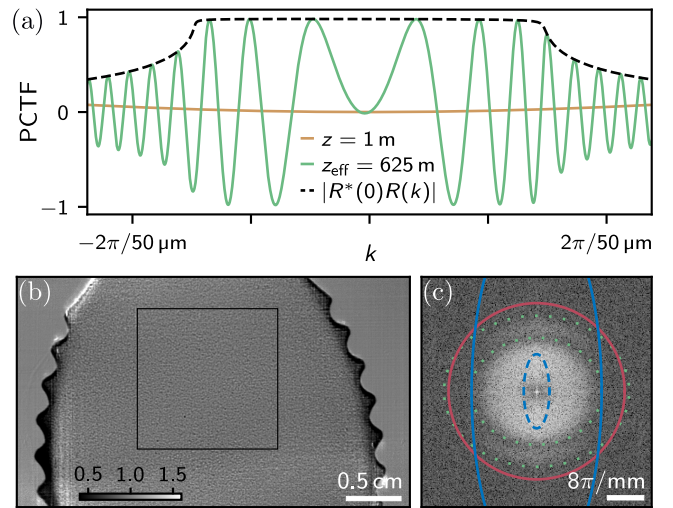 (a)
1
0
−1
PCTF
z = 1 m
z_eff = 625 m
|R*(0)R(k)|
−2π/50 µm
k
2π/50 µm
(b)
0.5 1.0 1.5
0.5 cm
(c)
8π/mm